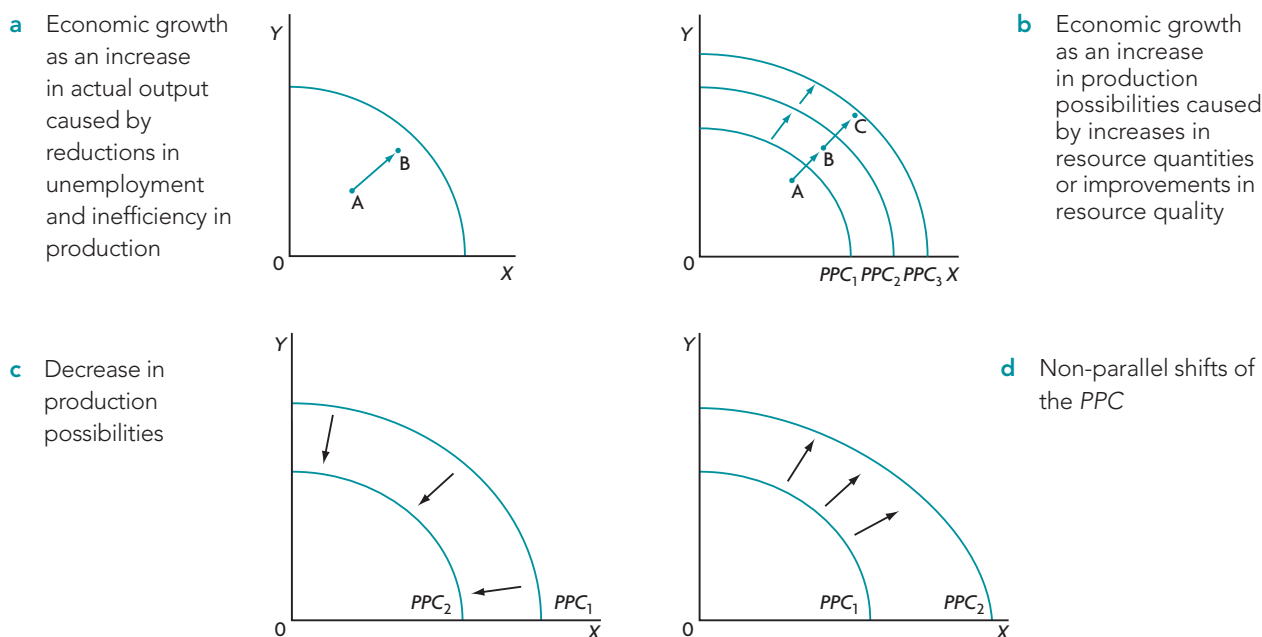 a Economic growth
as an increase
in actual output
caused by
reductions in
unemployment
and inefficiency in
production
Y
B
A
0
X
Y
C
B
A
0
PPC₁ PPC₂ PPC₃ X
b Economic growth
as an increase
in production
possibilities caused
by increases in
resource quantities
or improvements in
resource quality
c Decrease in
production
possibilities
Y
PPC₂ PPC₁
0
X
Y
PPC₁ PPC₂
0
X
d Non-parallel shifts of
the PPC